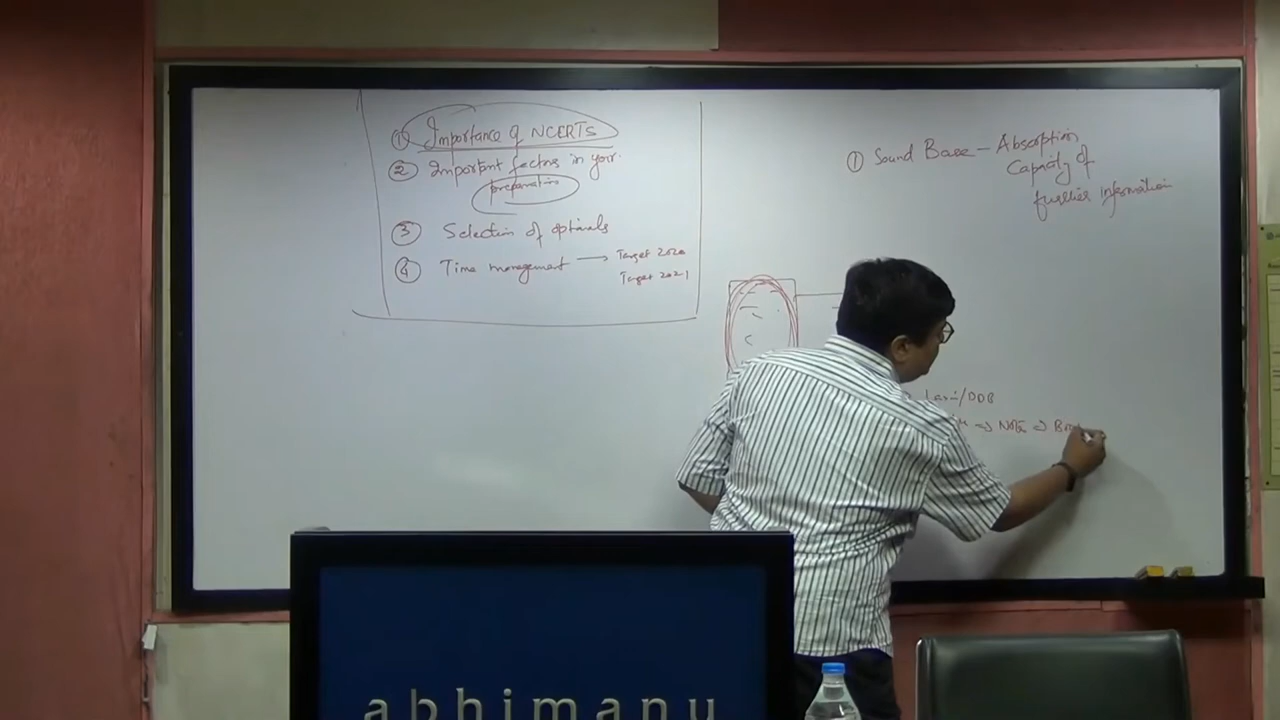 ① Importance of NCERTs
② Important factors in your
preparation
③ Selection of optionals
④ Time management → Target 2020
Target 2021
① Sound Base - Absorption
Capacity of
further information
⇒ Note ⇒
abhimanu